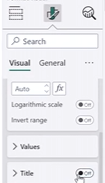 Search
Visual General ...
Auto fx
Logarithmic scale Off
Invert range Off
Values
Title Off